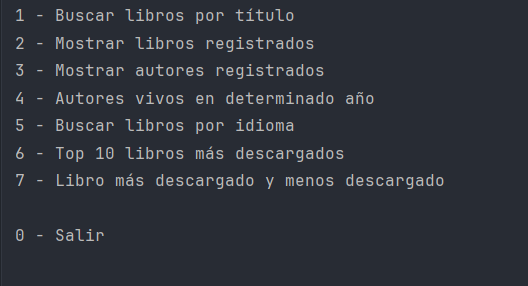 1 - Buscar libros por título
2 - Mostrar libros registrados
3 - Mostrar autores registrados
4 - Autores vivos en determinado año
5 - Buscar libros por idioma
6 - Top 10 libros más descargados
7 - Libro más descargado y menos descargado
0 - Salir